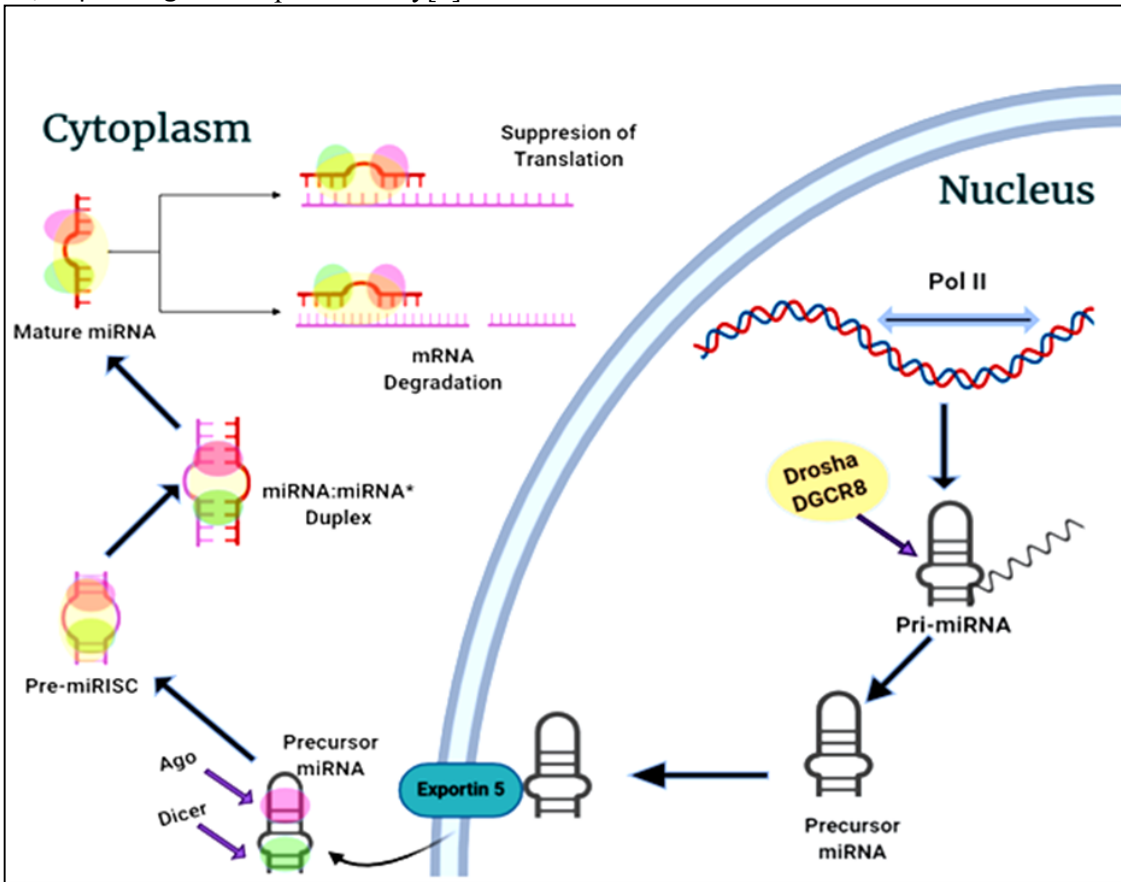 Cytoplasm
Suppresion of
Translation
Nucleus
Pol II
Mature miRNA
mRNA
Degradation
Drosha
DGCR8
miRNA:miRNA*
Duplex
Pri-miRNA
Pre-miRISC
Precursor
miRNA
Ago
Dicer
Exportin 5
Precursor
miRNA